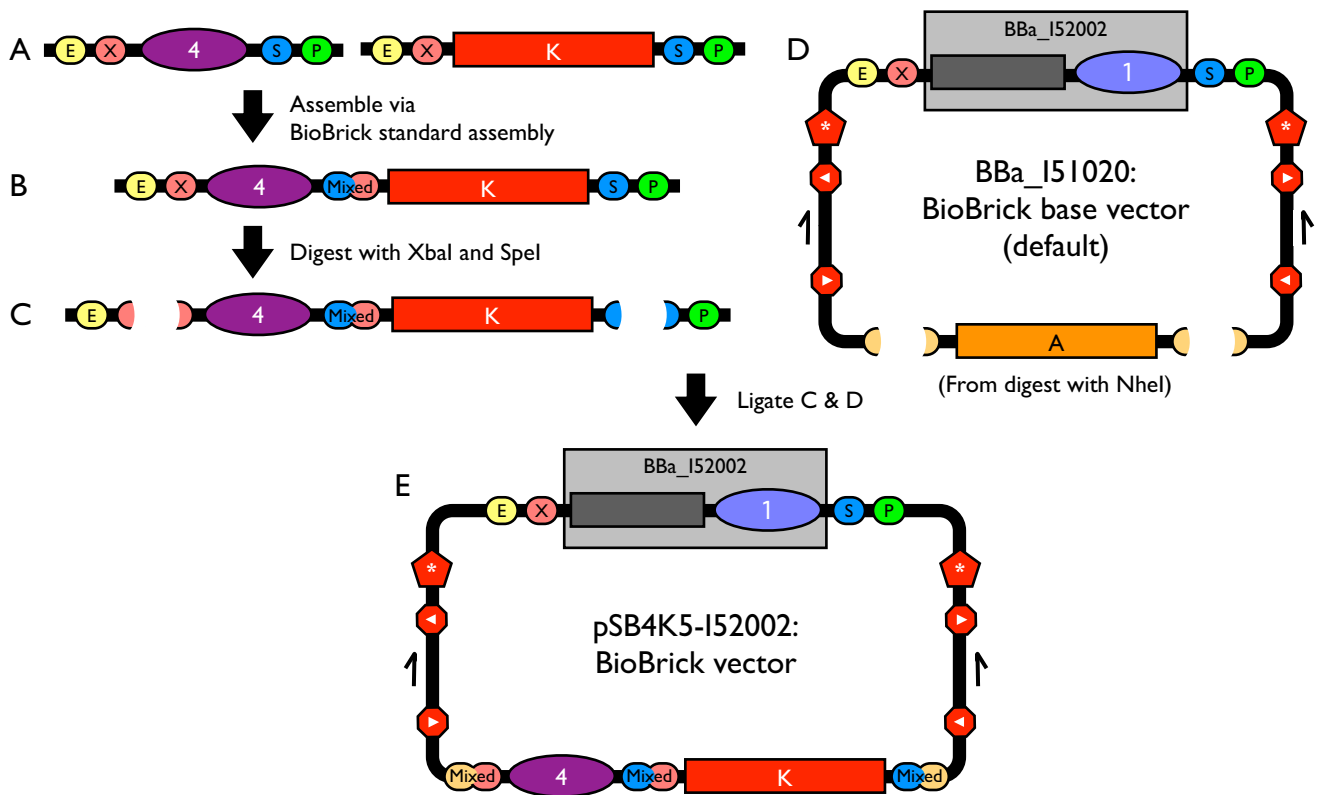 A
E X 4 S P
E X K S P
Assemble via
BioBrick standard assembly
B
E X 4 Mixed K S P
Digest with XbaI and SpeI
C
E 4 Mixed K P
D
BBa_I52002
E X 1 S P
* *
BBa_I51020:
BioBrick base vector
(default)
A
(From digest with NheI)
Ligate C & D
E
BBa_I52002
E X 1 S P
* *
pSB4K5-I52002:
BioBrick vector
Mixed 4 Mixed K Mixed